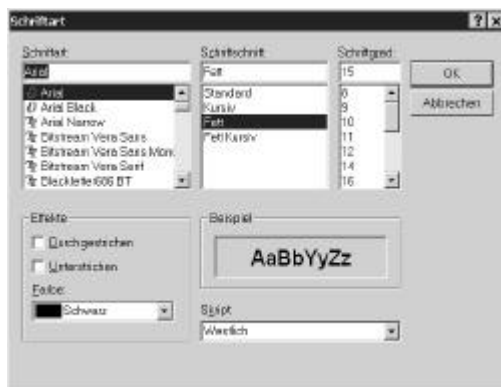 Schriftart
Schriftart:
Arial
Arial
Arial Black
Arial Narrow
Bitstream Vera Sans
Bitstream Vera Sans Mono
Bitstream Vera Serif
Blackletter686 BT
Schriftschnitt:
Fett
Standard
Kursiv
Fett
Fett Kursiv
Schriftgrad:
15
8
9
10
11
12
14
16
OK
Abbrechen
Effekte
Durchgestrichen
Unterstrichen
Farbe:
Schwarz
Beispiel
AaBbYyZz
Skript
Westlich